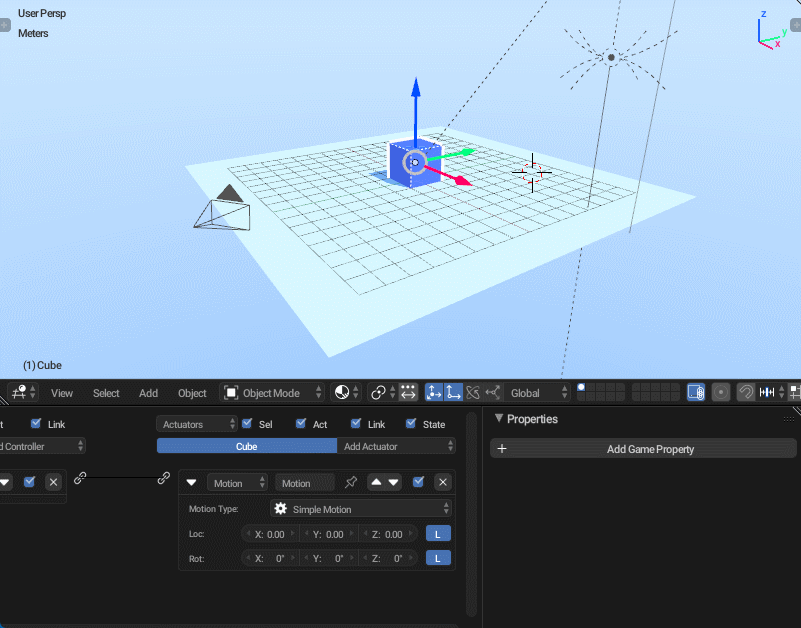 User Persp
Meters
z
y
x
(1) Cube
View Select Add Object Object Mode Global
t Link Actuators Sel Act Link State
d Controller Cube Add Actuator
Motion Motion
Motion Type: Simple Motion
Loc: X: 0.00 Y: 0.00 Z: 0.00 L
Rot: X: 0° Y: 0° Z: 0° L
Properties
Add Game Property